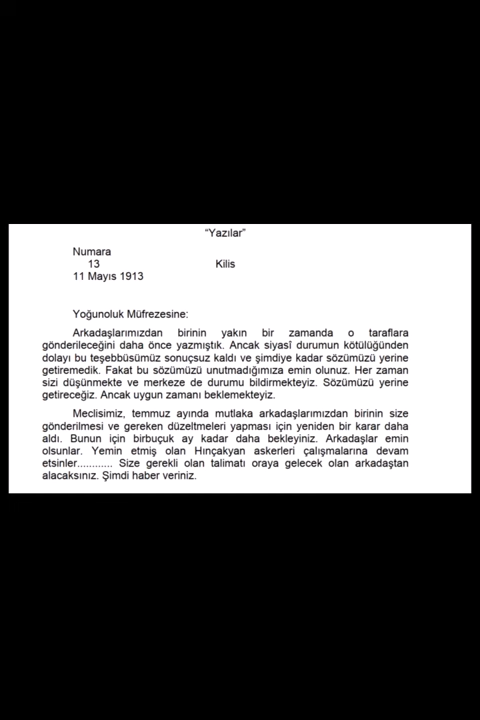 “Yazılar”
Numara
13 Kilis
11 Mayıs 1913
Yoğunoluk Müfrezesine:
Arkadaşlarımızdan birinin yakın bir zamanda o taraflara
gönderileceğini daha önce yazmıştık. Ancak siyasî durumun kötülüğünden
dolayı bu teşebbüsümüz sonuçsuz kaldı ve şimdiye kadar sözümüzü yerine
getiremedik. Fakat bu sözümüzü unutmadığımıza emin olunuz. Her zaman
sizi düşünmekte ve merkeze de durumu bildirmekteyiz. Sözümüzü yerine
getireceğiz. Ancak uygun zamanı beklemekteyiz.
Meclisimiz, temmuz ayında mutlaka arkadaşlarımızdan birinin size
gönderilmesi ve gereken düzeltmeleri yapması için yeniden bir karar daha
aldı. Bunun için birbuçuk ay kadar daha bekleyiniz. Arkadaşlar emin
olsunlar. Yemin etmiş olan Hınçakyan askerleri çalışmalarına devam
etsinler............ Size gerekli olan talimatı oraya gelecek olan arkadaştan
alacaksınız. Şimdi haber veriniz.